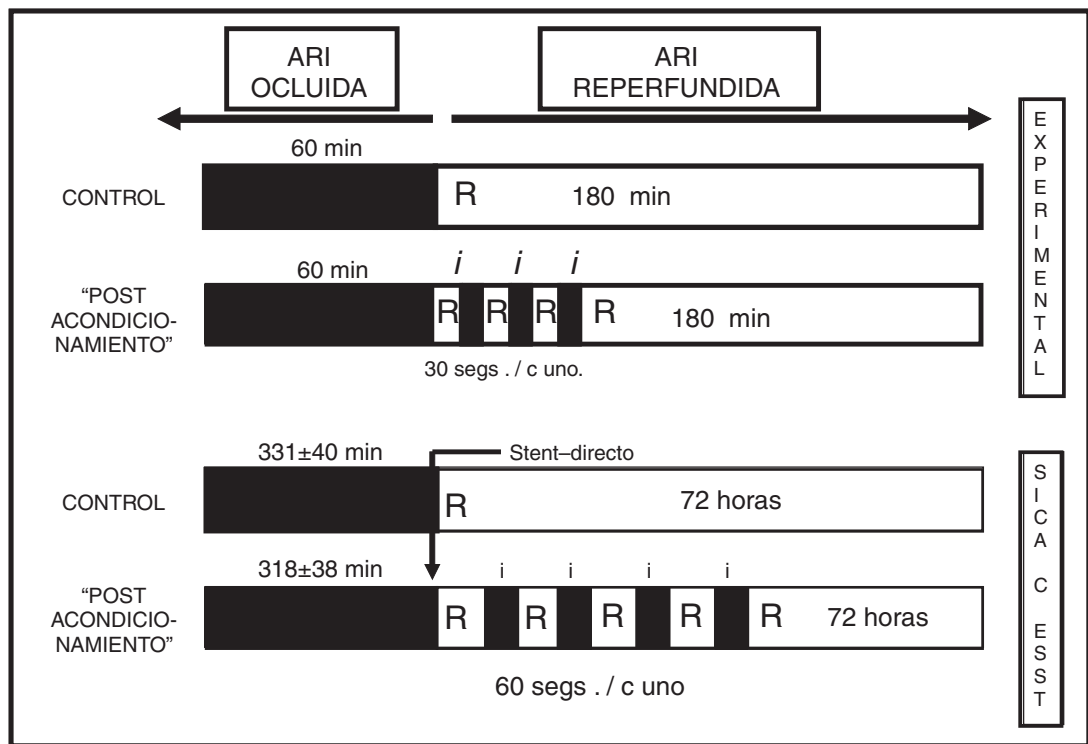 ARI
OCLUIDA
ARI
REPERFUNDIDA
60 min
CONTROL
R
180 min
60 min
i
i
i
"POST
ACONDICIO-
NAMIENTO"
R
R
R
R
180 min
30 segs . / c uno.
EXPERIMENTAL
331±40 min
Stent–directo
CONTROL
R
72 horas
318±38 min
i
i
i
i
"POST
ACONDICIO-
NAMIENTO"
R
R
R
R
R
72 horas
60 segs . / c uno
SICA C ESST